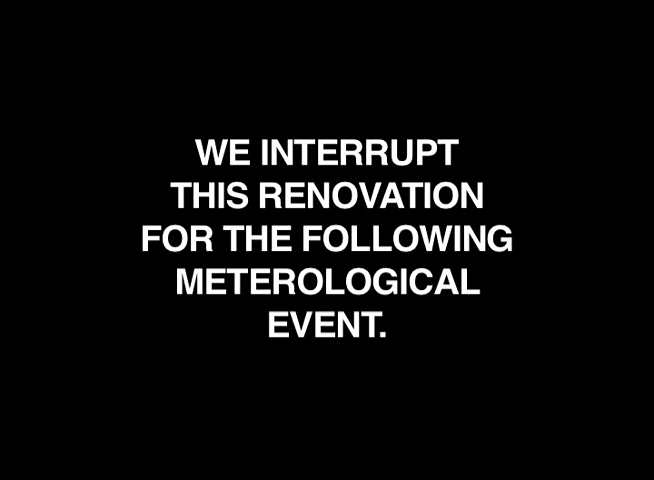 WE INTERRUPT
THIS RENOVATION
FOR THE FOLLOWING
METEROLOGICAL
EVENT.